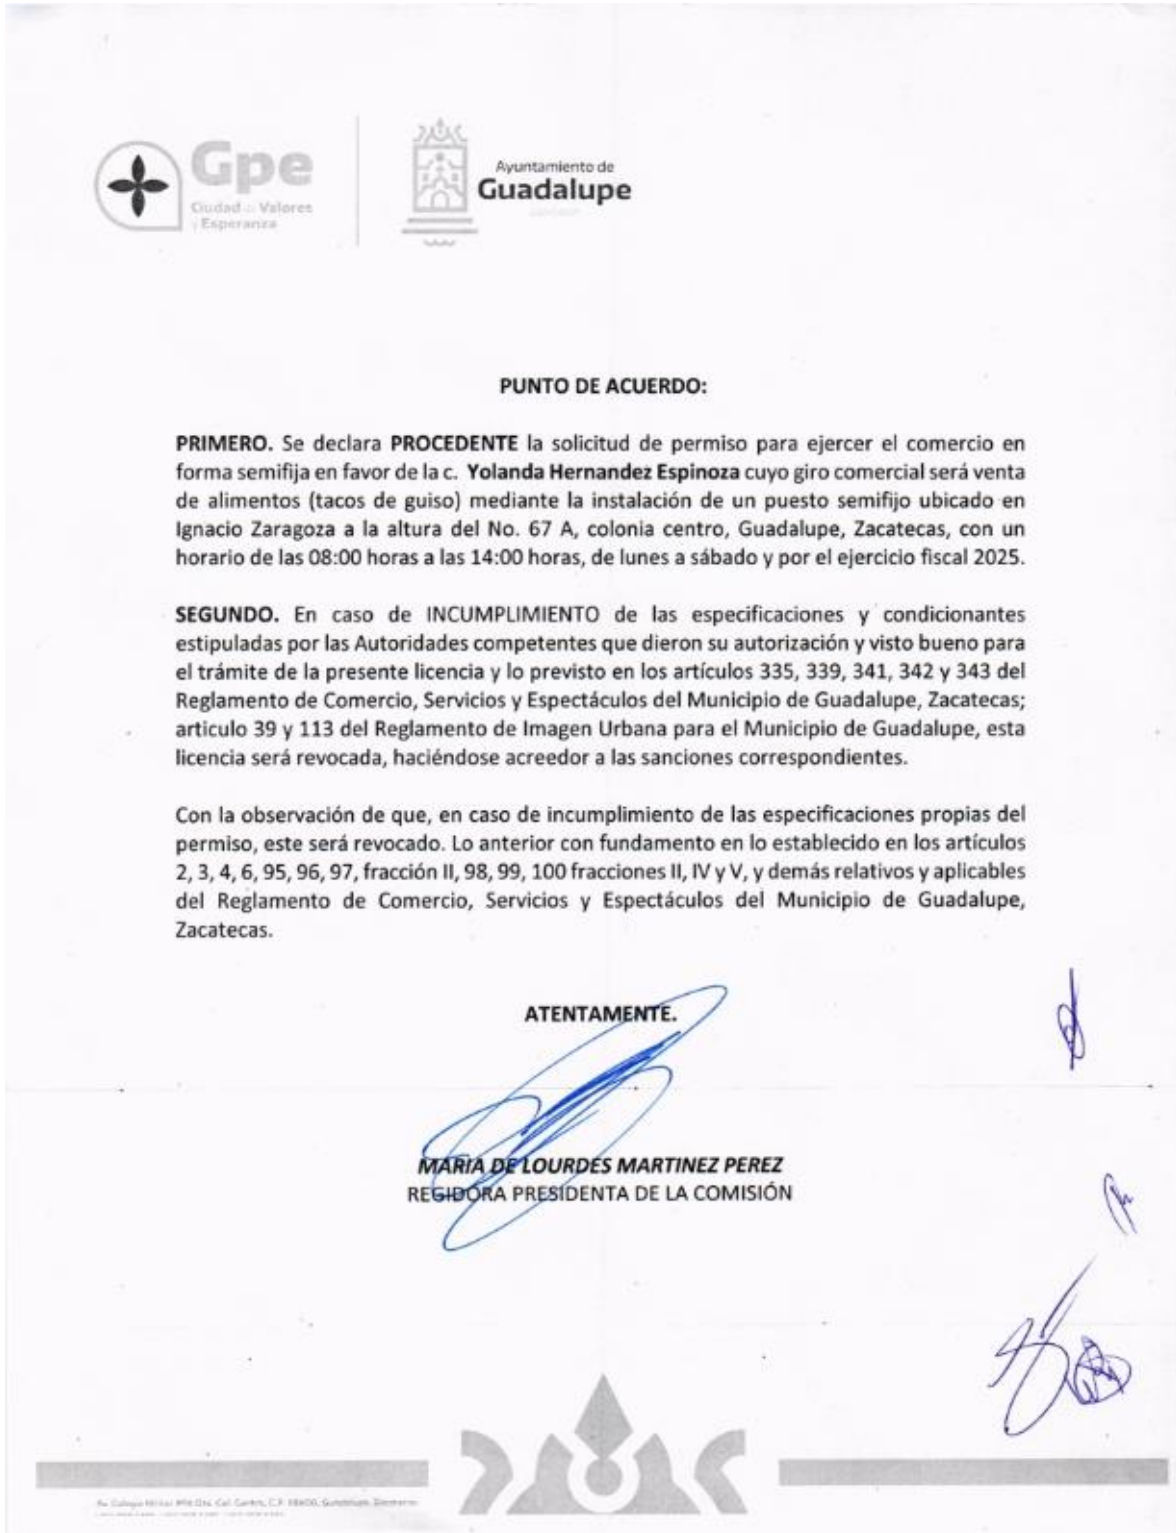 Gpe
Ciudad de Valores
y Esperanza
Ayuntamiento de
Guadalupe
PUNTO DE ACUERDO:
PRIMERO. Se declara PROCEDENTE la solicitud de permiso para ejercer el comercio en
forma semifija en favor de la c. Yolanda Hernandez Espinoza cuyo giro comercial será venta
de alimentos (tacos de guiso) mediante la instalación de un puesto semifijo ubicado en
Ignacio Zaragoza a la altura del No. 67 A, colonia centro, Guadalupe, Zacatecas, con un
horario de las 08:00 horas a las 14:00 horas, de lunes a sábado y por el ejercicio fiscal 2025.
SEGUNDO. En caso de INCUMPLIMIENTO de las especificaciones y condicionantes
estipuladas por las Autoridades competentes que dieron su autorización y visto bueno para
el trámite de la presente licencia y lo previsto en los artículos 335, 339, 341, 342 y 343 del
Reglamento de Comercio, Servicios y Espectáculos del Municipio de Guadalupe, Zacatecas;
articulo 39 y 113 del Reglamento de Imagen Urbana para el Municipio de Guadalupe, esta
licencia será revocada, haciéndose acreedor a las sanciones correspondientes.
Con la observación de que, en caso de incumplimiento de las especificaciones propias del
permiso, este será revocado. Lo anterior con fundamento en lo establecido en los artículos
2, 3, 4, 6, 95, 96, 97, fracción II, 98, 99, 100 fracciones II, IV y V, y demás relativos y aplicables
del Reglamento de Comercio, Servicios y Espectáculos del Municipio de Guadalupe,
Zacatecas.
ATENTAMENTE.
MARIA DE LOURDES MARTINEZ PEREZ
REGIDORA PRESIDENTA DE LA COMISIÓN